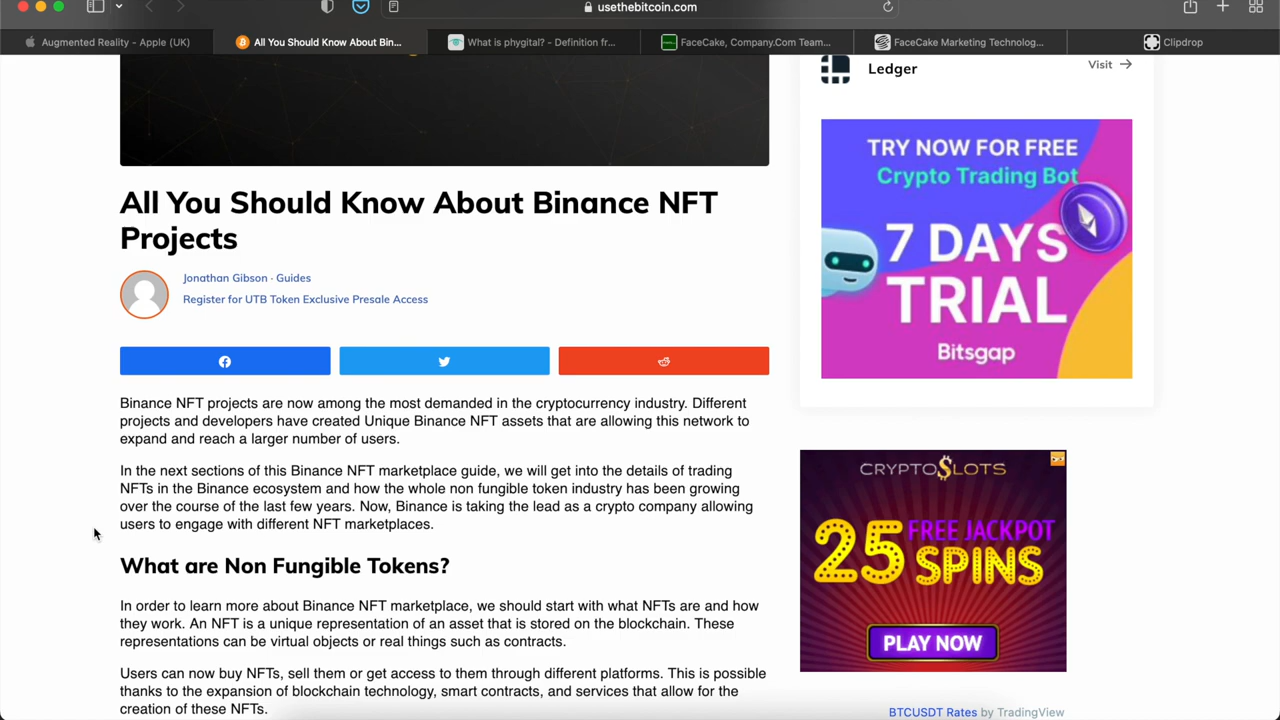 usethebitcoin.com
Augmented Reality - Apple (UK)
All You Should Know About Bin...
What is phygital? - Definition fr...
FaceCake, Company.Com Team...
FaceCake Marketing Technolog...
Clipdrop
Ledger
Visit
TRY NOW FOR FREE
Crypto Trading Bot
7 DAYS
TRIAL
Bitsgap
All You Should Know About Binance NFT
Projects
Jonathan Gibson · Guides
Register for UTB Token Exclusive Presale Access
Binance NFT projects are now among the most demanded in the cryptocurrency industry. Different
projects and developers have created Unique Binance NFT assets that are allowing this network to
expand and reach a larger number of users.
In the next sections of this Binance NFT marketplace guide, we will get into the details of trading
NFTs in the Binance ecosystem and how the whole non fungible token industry has been growing
over the course of the last few years. Now, Binance is taking the lead as a crypto company allowing
users to engage with different NFT marketplaces.
What are Non Fungible Tokens?
In order to learn more about Binance NFT marketplace, we should start with what NFTs are and how
they work. An NFT is a unique representation of an asset that is stored on the blockchain. These
representations can be virtual objects or real things such as contracts.
Users can now buy NFTs, sell them or get access to them through different platforms. This is possible
thanks to the expansion of blockchain technology, smart contracts, and services that allow for the
creation of these NFTs.
CRYPTOSLOTS
25 FREE JACKPOT
SPINS
PLAY NOW
BTCUSDT Rates by TradingView